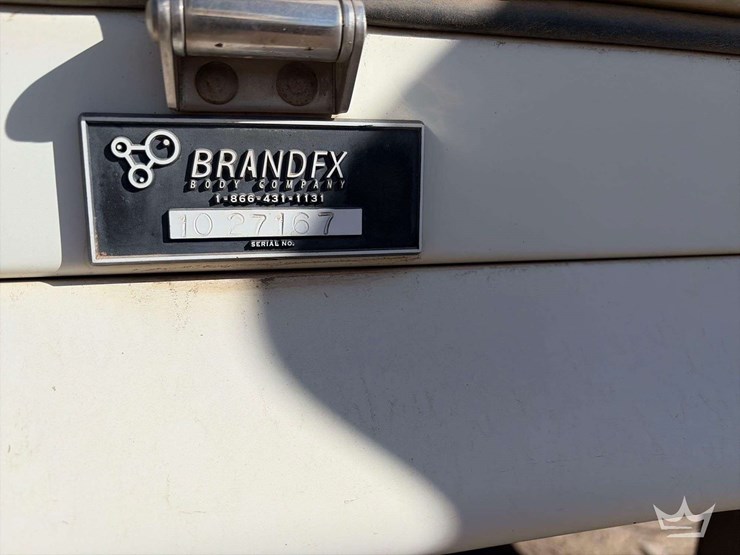 BRANDFX
BODY COMPANY
1-866-431-1131
10 27167
SERIAL NO.